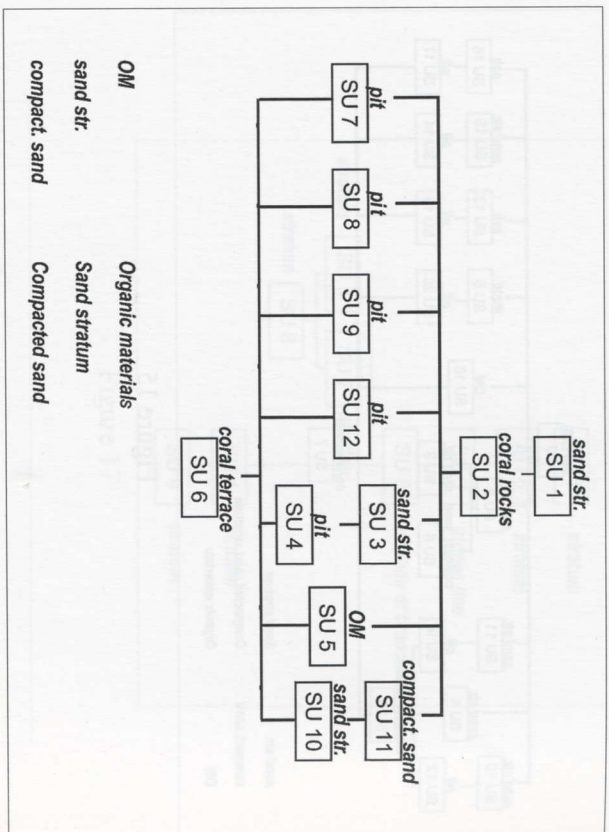 sand str.
SU 1
coral rocks
SU 2
pit
SU 7
pit
SU 8
pit
SU 9
pit
SU 12
sand str.
SU 3
pit
SU 4
OM
SU 5
compact. sand
SU 11
sand str.
SU 10
coral terrace
SU 6
OM Organic materials
sand str. Sand stratum
compact. sand Compacted sand